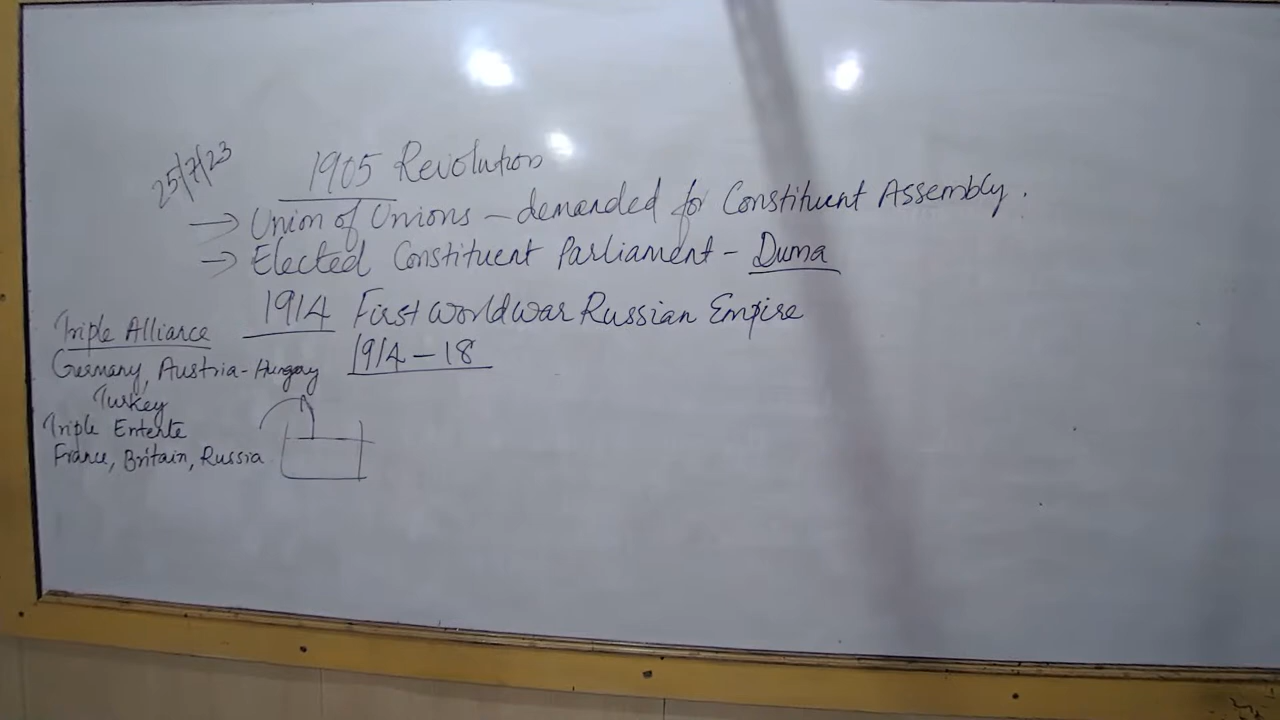 25/7/23
1905 Revolution
→ Union of Unions – demanded for Constituent Assembly.
→ Elected Constituent Parliament – Duma
1914 First World War Russian Empire
1914 – 18
Triple Alliance
Germany, Austria-Hungary
Turkey
Triple Entente
France, Britain, Russia